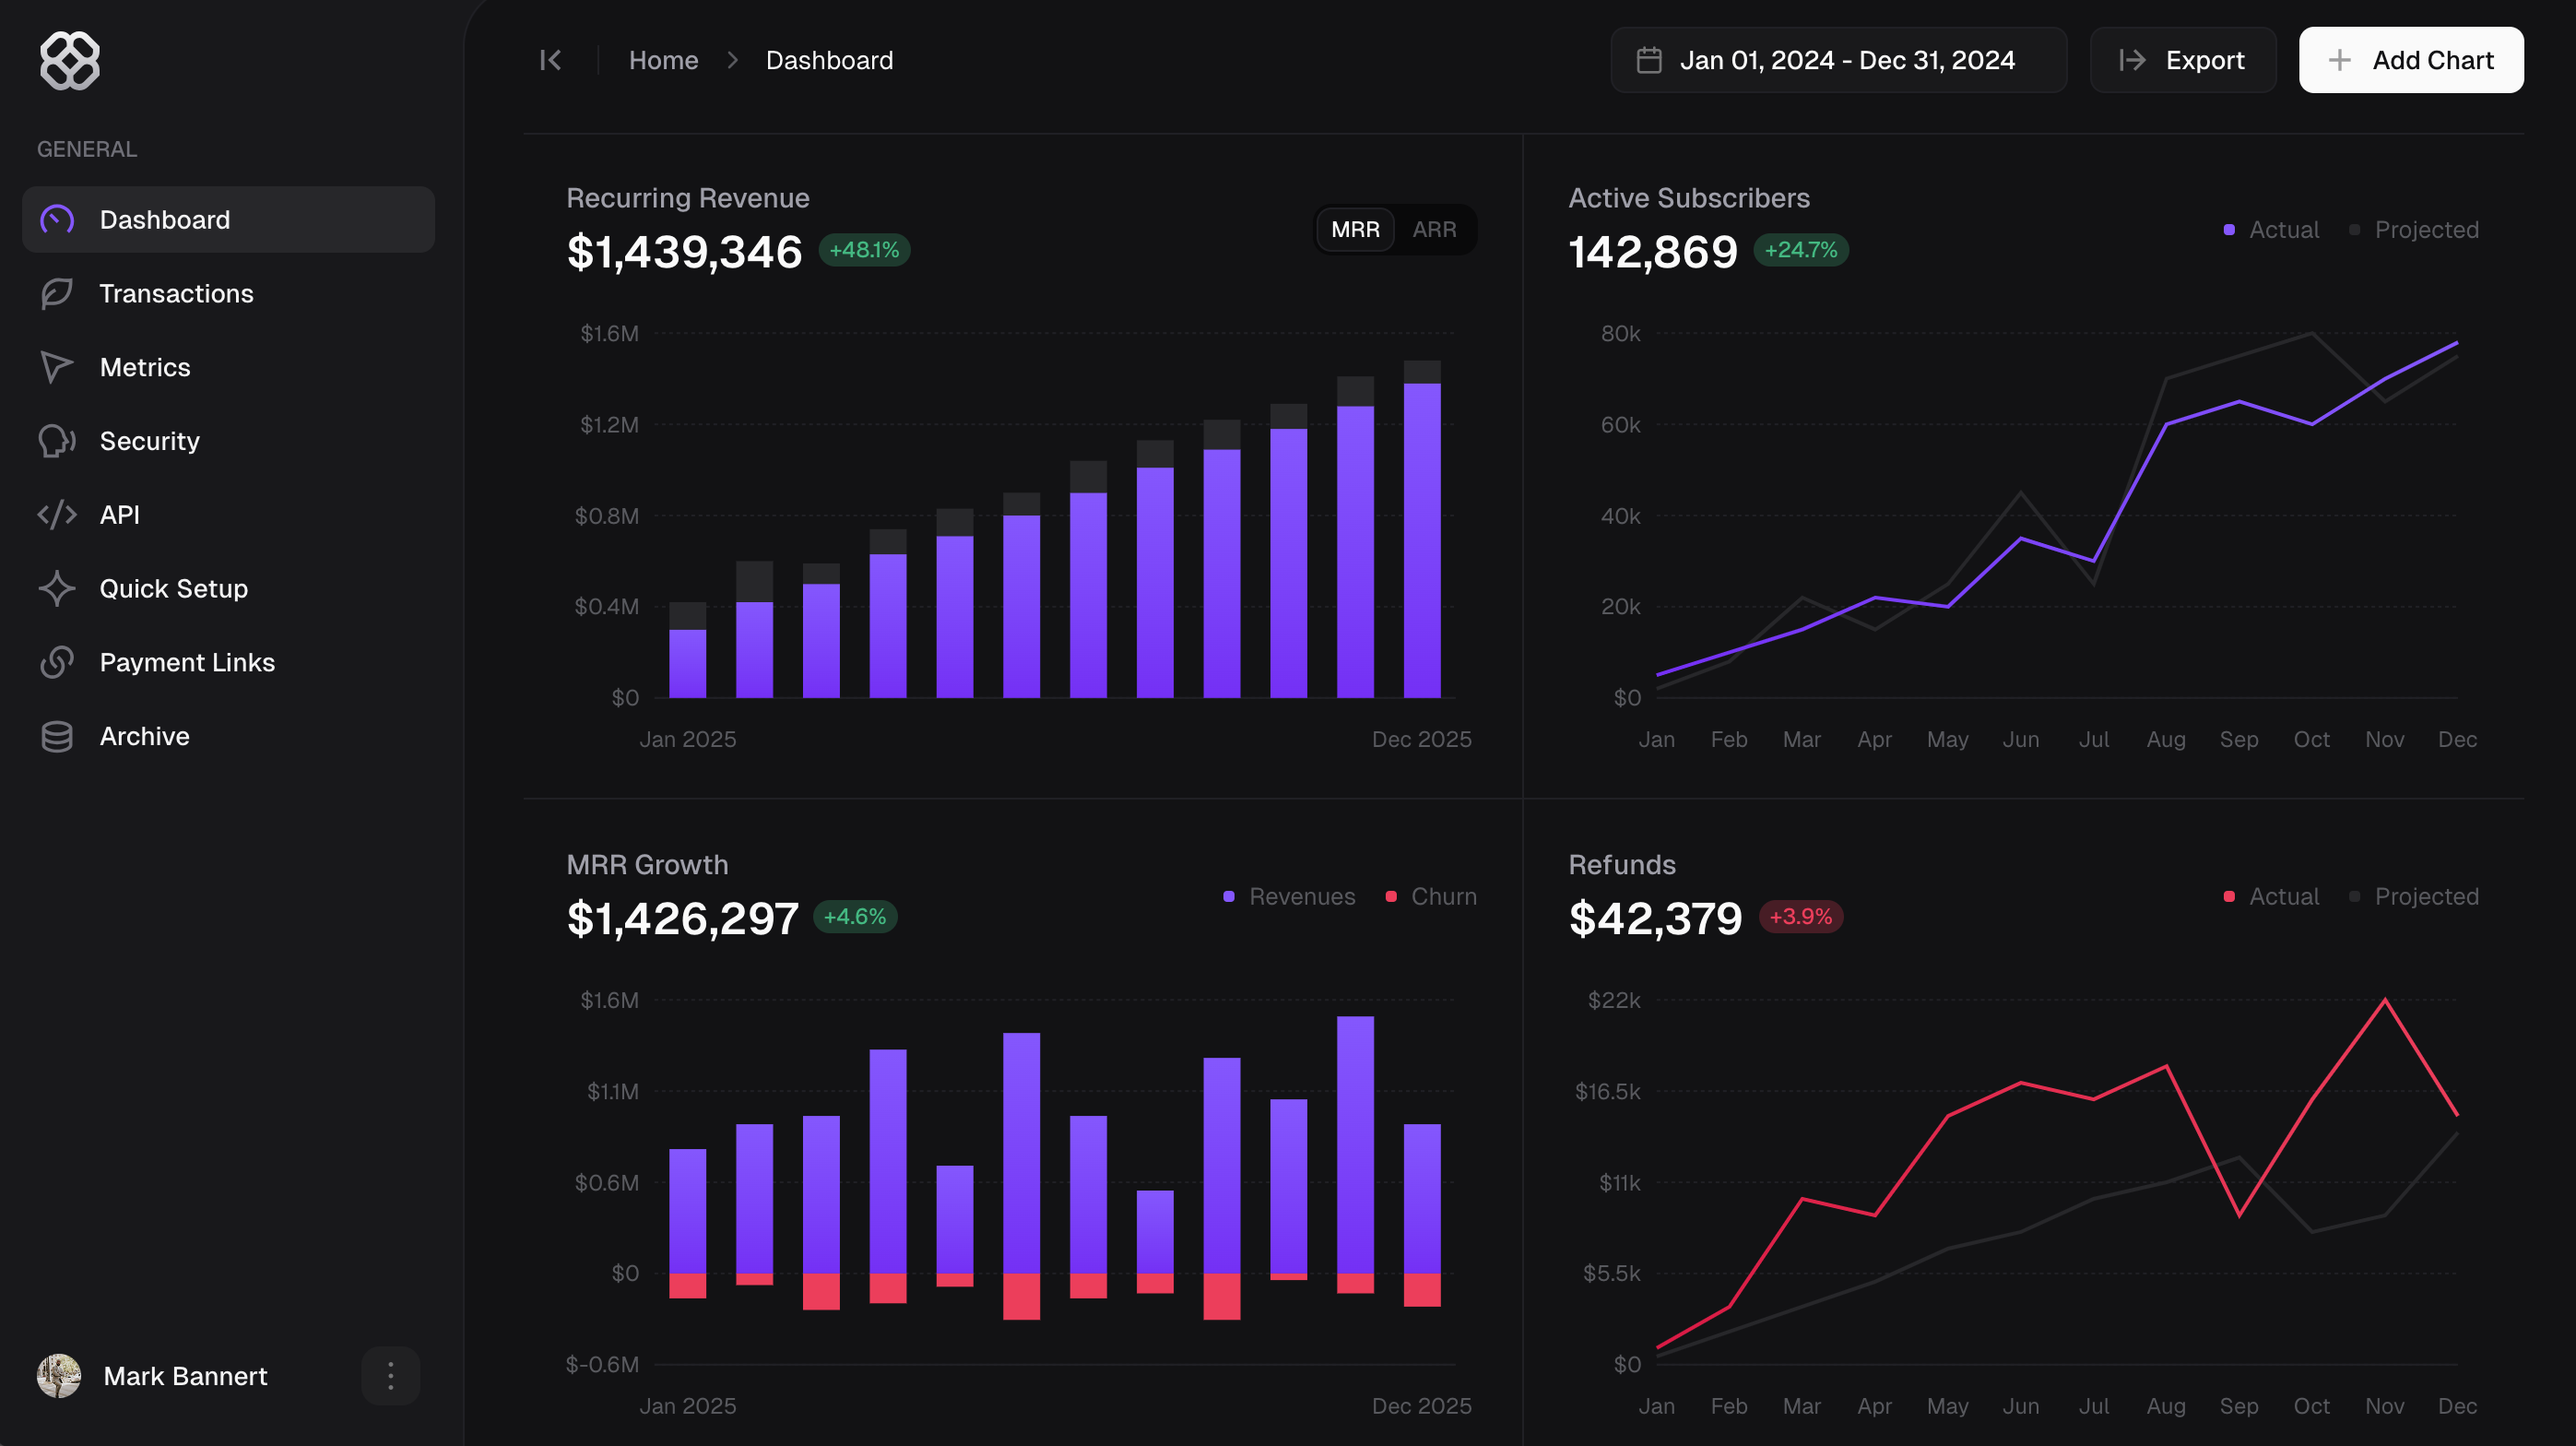 GENERAL
Dashboard
Transactions
Metrics
Security
API
Quick Setup
Payment Links
Archive
Mark Bannert
Home
Dashboard
Jan 01, 2024 - Dec 31, 2024
Export
Add Chart
Recurring Revenue
$1,439,346 +48.1%
MRR ARR
$1.6M
$1.2M
$0.8M
$0.4M
$0
Jan 2025 Dec 2025
Active Subscribers
142,869 +24.7%
Actual Projected
80k
60k
40k
20k
$0
Jan Feb Mar Apr May Jun Jul Aug Sep Oct Nov Dec
MRR Growth
$1,426,297 +4.6%
Revenues Churn
$1.6M
$1.1M
$0.6M
$0
$-0.6M
Jan 2025 Dec 2025
Refunds
$42,379 +3.9%
Actual Projected
$22k
$16.5k
$11k
$5.5k
$0
Jan Feb Mar Apr May Jun Jul Aug Sep Oct Nov Dec